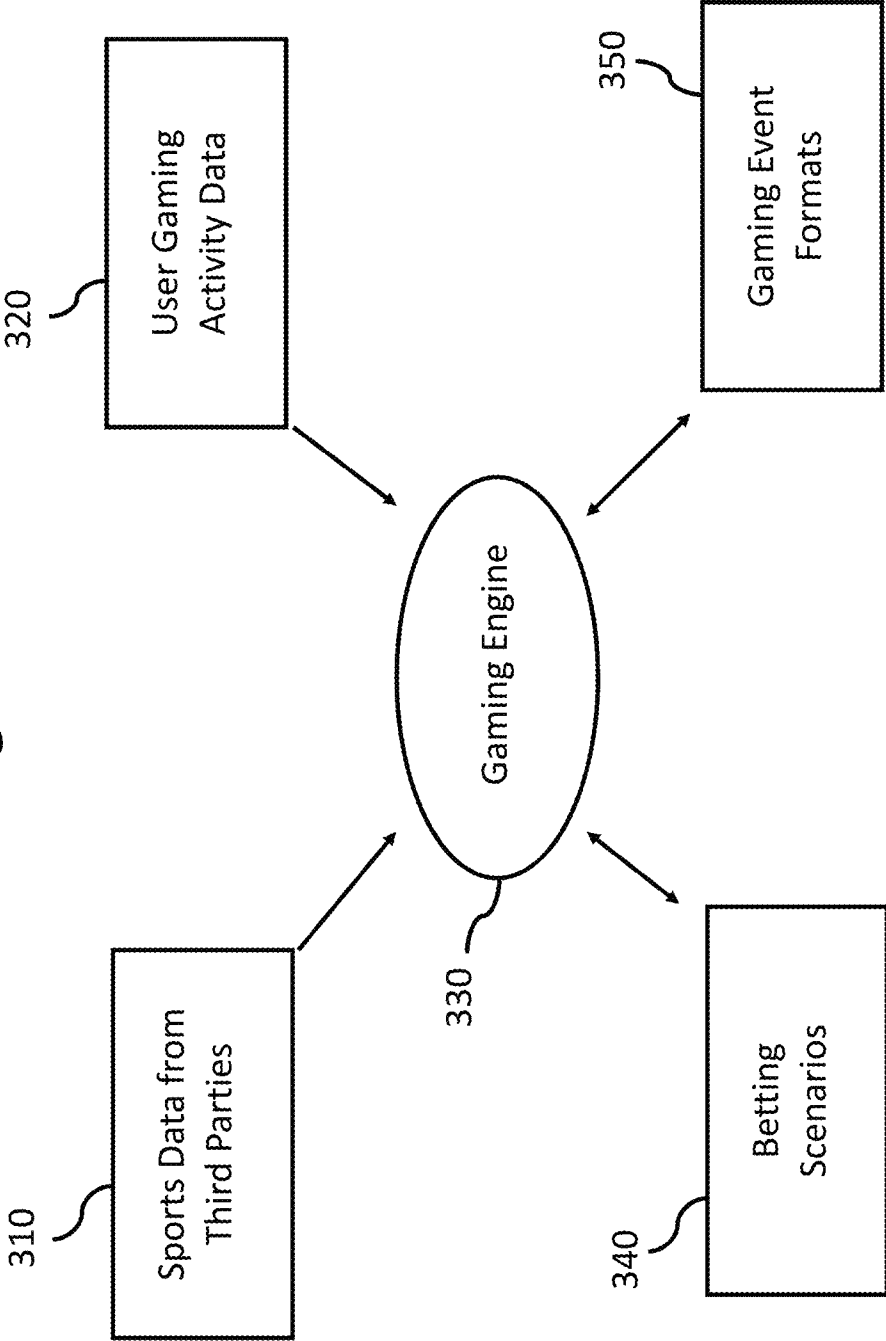 310
Sports Data from
Third Parties
320
User Gaming
Activity Data
330
Gaming Engine
340
Betting
Scenarios
350
Gaming Event
Formats